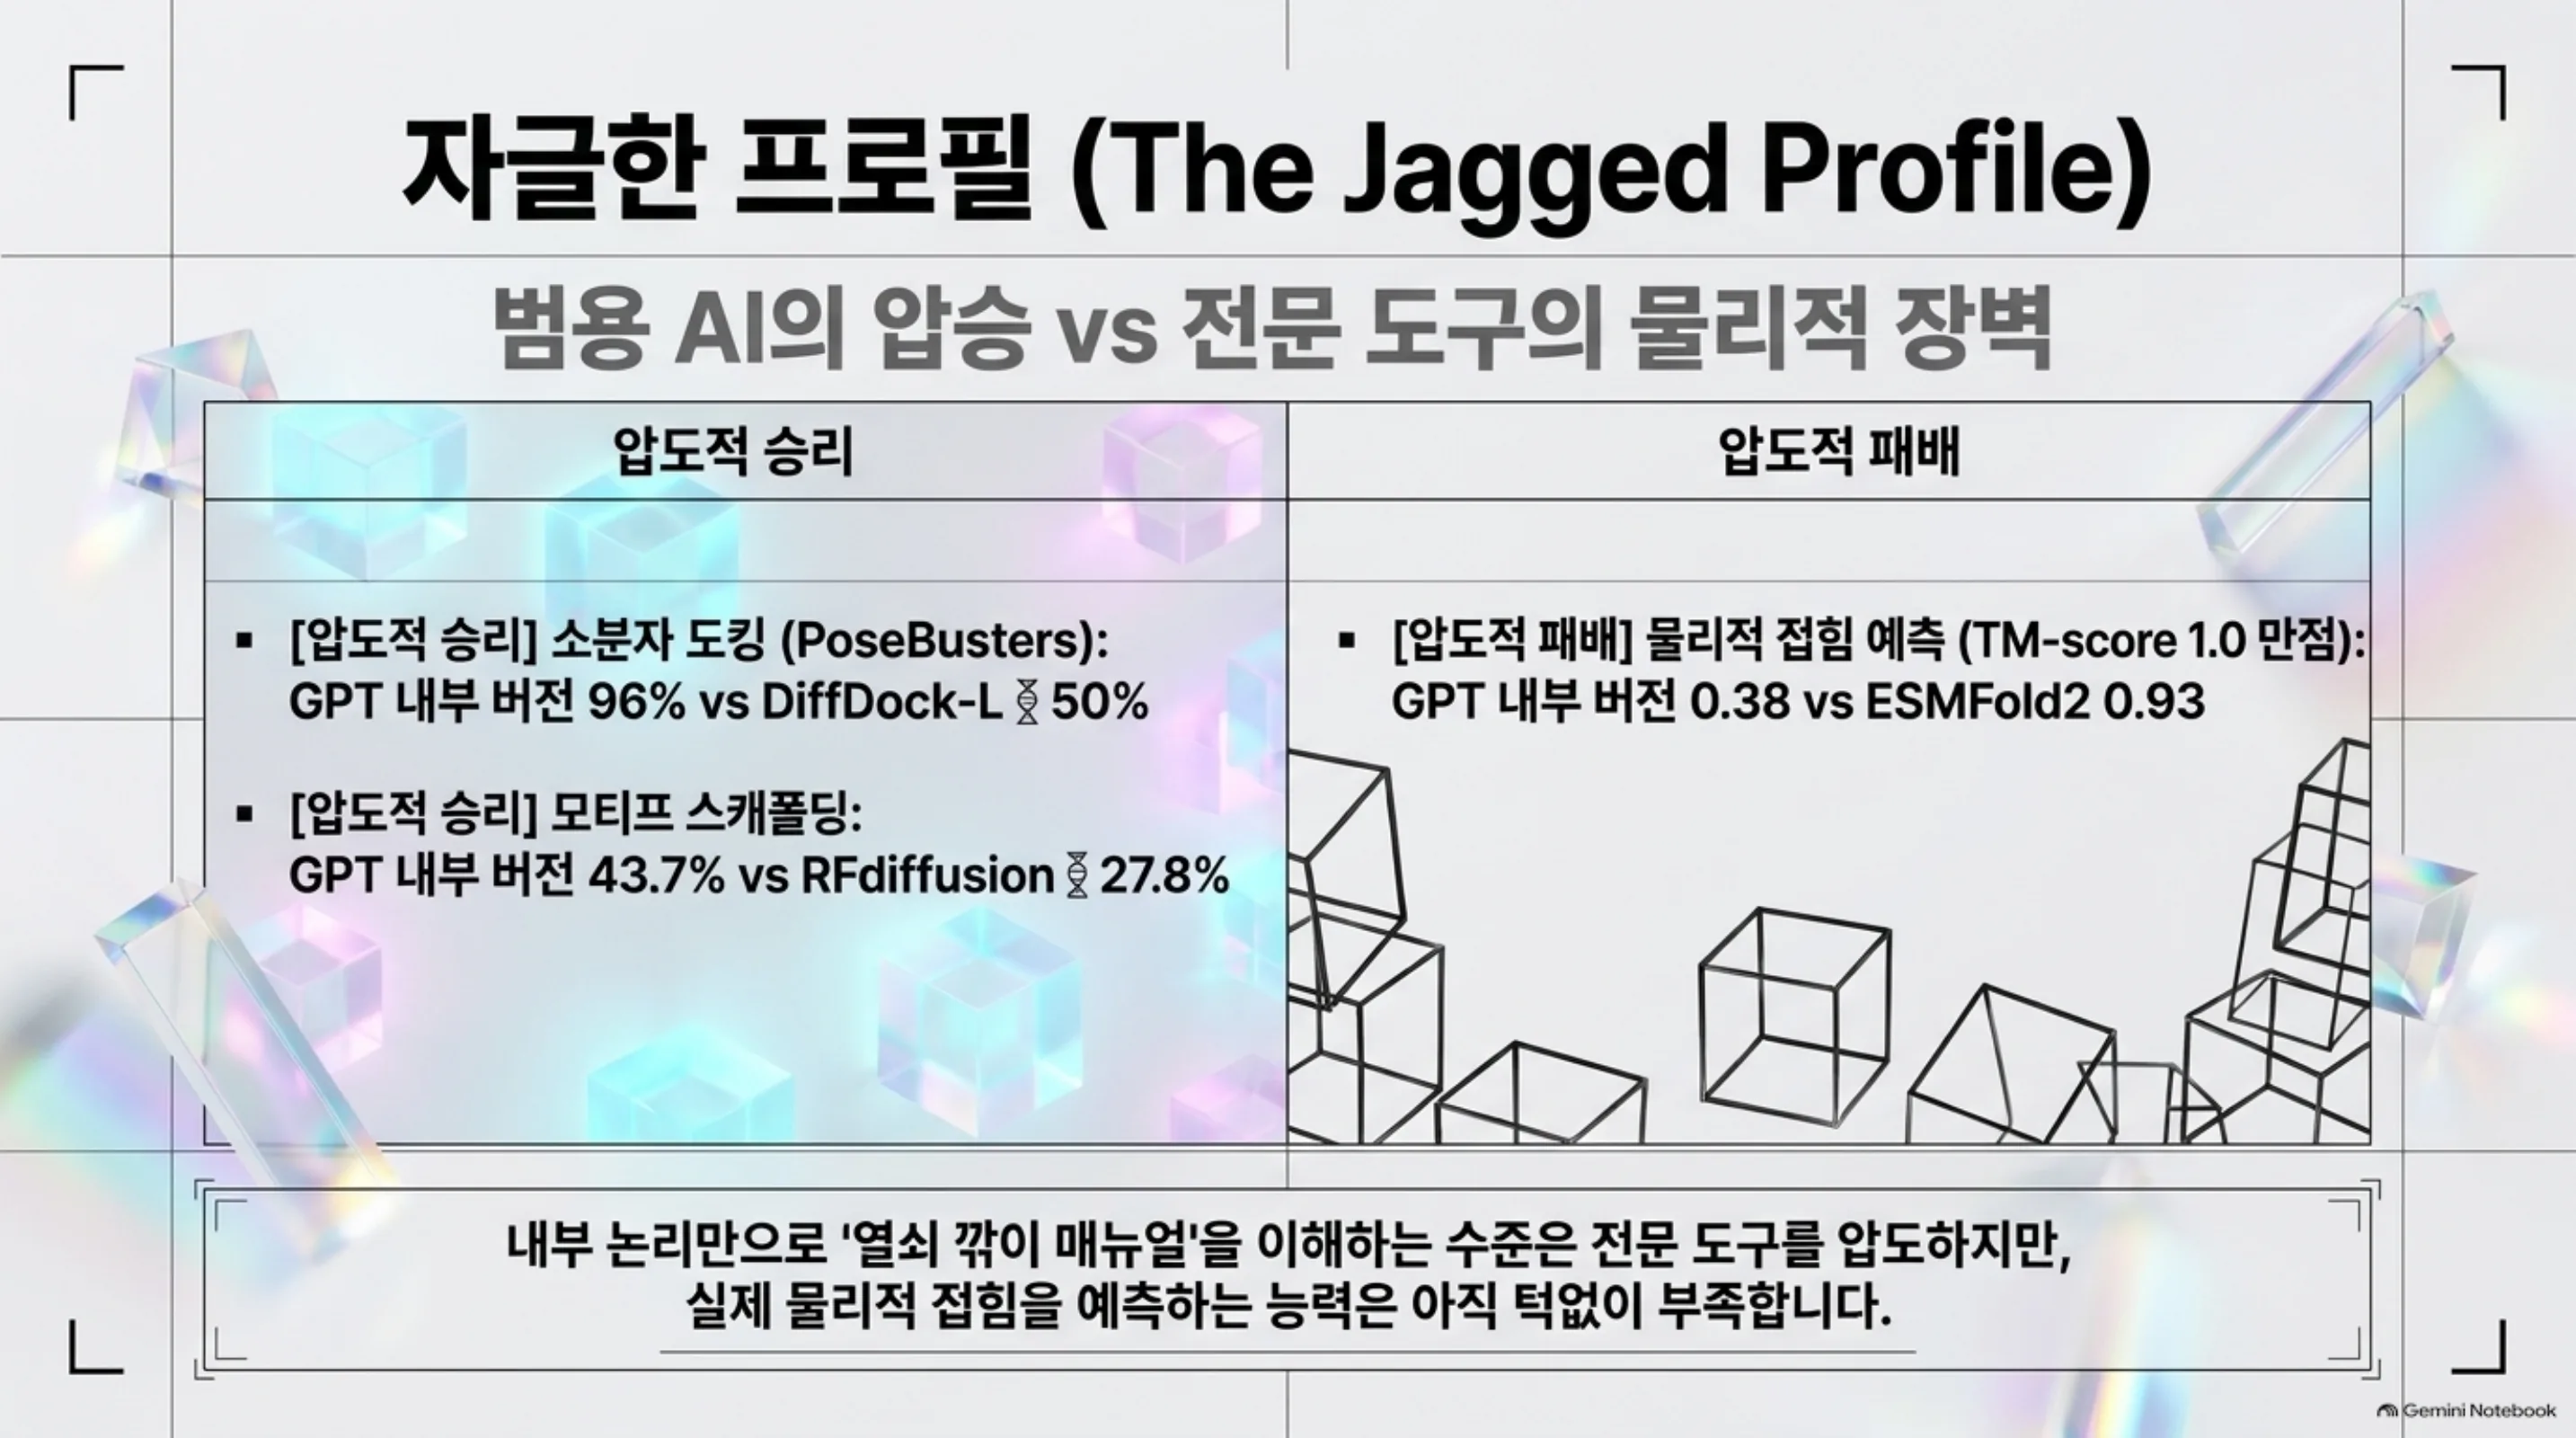 자글한 프로필 (The Jagged Profile)
범용 AI의 압승 vs 전문 도구의 물리적 장벽
압도적 승리
압도적 패배
▪ [압도적 승리] 소분자 도킹 (PoseBusters):
GPT 내부 버전 96% vs DiffDock-L 50%
▪ [압도적 승리] 모티프 스캐폴딩:
GPT 내부 버전 43.7% vs RFdiffusion 27.8%
▪ [압도적 패배] 물리적 접힘 예측 (TM-score 1.0 만점):
GPT 내부 버전 0.38 vs ESMFold2 0.93
내부 논리만으로 '열쇠 깎이 매뉴얼'을 이해하는 수준은 전문 도구를 압도하지만,
실제 물리적 접힘을 예측하는 능력은 아직 턱없이 부족합니다.
Gemini Notebook